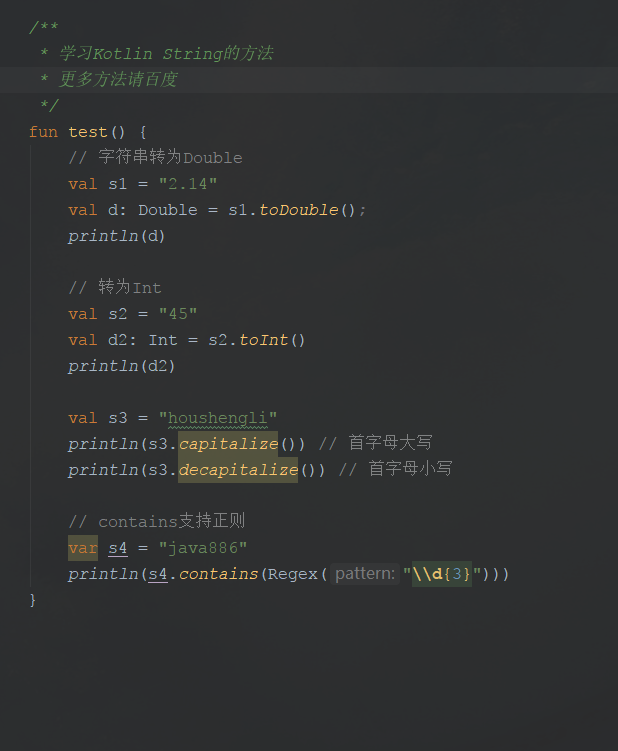 /**
 * 学习Kotlin String的方法
 * 更多方法请百度
 */
fun test() {
    // 字符串转为Double
    val s1 = "2.14"
    val d: Double = s1.toDouble();
    println(d)

    // 转为Int
    val s2 = "45"
    val d2: Int = s2.toInt()
    println(d2)

    val s3 = "houshengli"
    println(s3.capitalize()) // 首字母大写
    println(s3.decapitalize()) // 首字母小写

    // contains支持正则
    var s4 = "java886"
    println(s4.contains(Regex( pattern: "\\d{3}")))
}